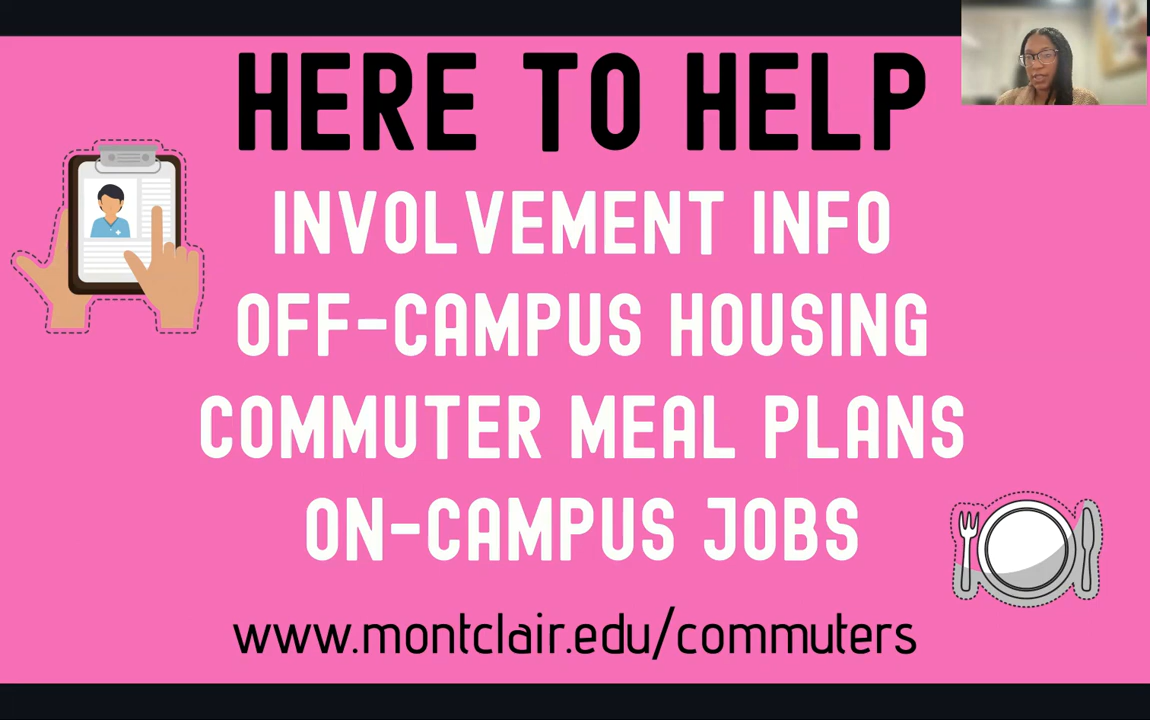 HERE TO HELP
INVOLVEMENT INFO
OFF-CAMPUS HOUSING
COMMUTER MEAL PLANS
ON-CAMPUS JOBS
www.montclair.edu/commuters